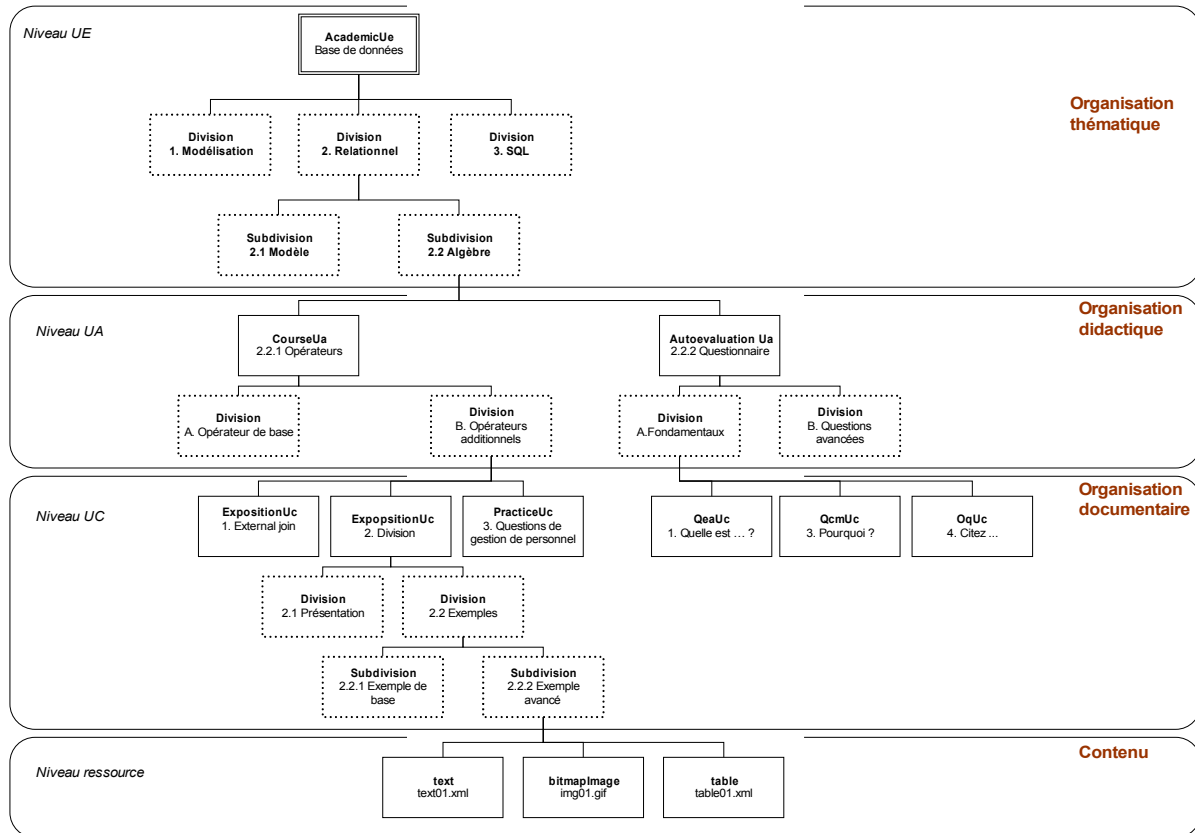 Niveau UE
AcademicUe
Base de données
Organisation
thématique
Division
1. Modélisation
Division
2. Relationnel
Division
3. SQL
Subdivision
2.1 Modèle
Subdivision
2.2 Algèbre
Niveau UA
Organisation
didactique
CourseUa
2.2.1 Opérateurs
Autoevaluation Ua
2.2.2 Questionnaire
Division
A. Opérateur de base
Division
B. Opérateurs
additionnels
Division
A.Fondamentaux
Division
B. Questions
avancées
Niveau UC
Organisation
documentaire
ExpositionUc
1. External join
ExpopsitionUc
2. Division
PracticeUc
3. Questions de
gestion de personnel
QeaUc
1. Quelle est ... ?
QcmUc
3. Pourquoi ?
OqUc
4. Citez ...
Division
2.1 Présentation
Division
2.2 Exemples
Subdivision
2.2.1 Exemple de
base
Subdivision
2.2.2 Exemple
avancé
Niveau ressource
Contenu
text
text01.xml
bitmapImage
img01.gif
table
table01.xml